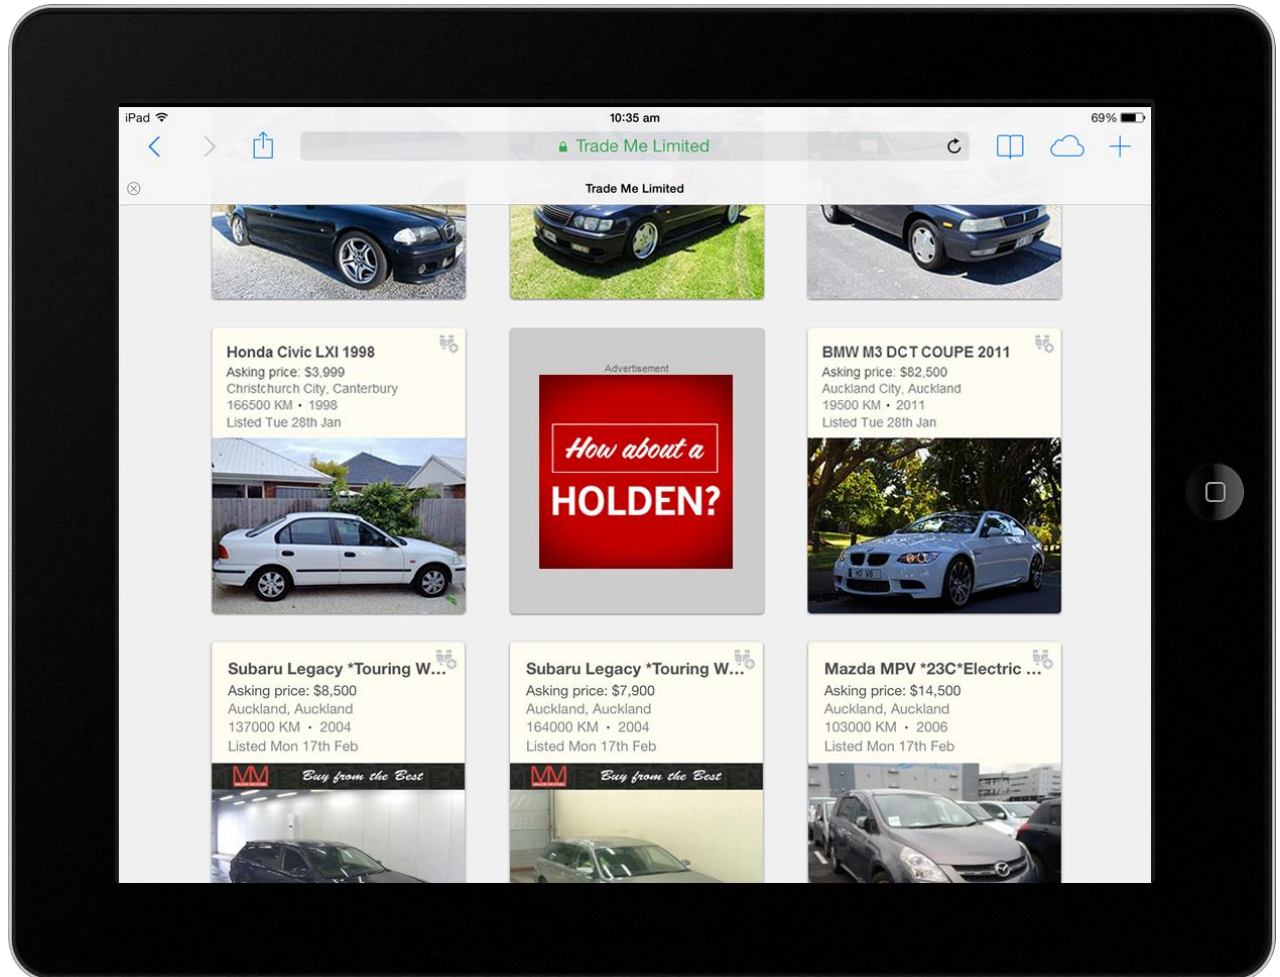 iPad
10:35 am
69%
Trade Me Limited
Trade Me Limited
Honda Civic LXI 1998
Asking price: $3,999
Christchurch City, Canterbury
166500 KM • 1998
Listed Tue 28th Jan
Advertisement
How about a
HOLDEN?
BMW M3 DCT COUPE 2011
Asking price: $82,500
Auckland City, Auckland
19500 KM • 2011
Listed Tue 28th Jan
Subaru Legacy *Touring W...
Asking price: $8,500
Auckland, Auckland
137000 KM • 2004
Listed Mon 17th Feb
MM
Buy from the Best
Subaru Legacy *Touring W...
Asking price: $7,900
Auckland, Auckland
164000 KM • 2004
Listed Mon 17th Feb
MM
Buy from the Best
Mazda MPV *23C*Electric ...
Asking price: $14,500
Auckland, Auckland
103000 KM • 2006
Listed Mon 17th Feb